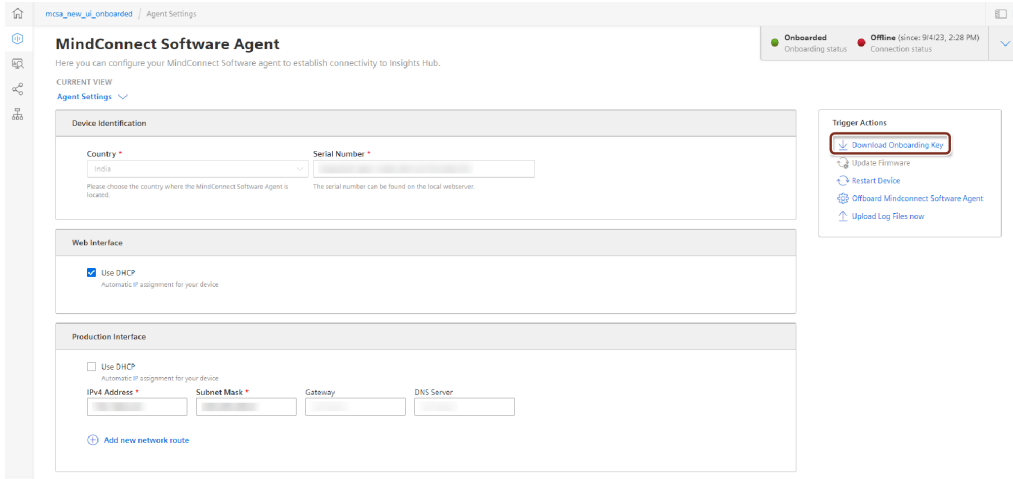 mcsa_new_ui_onboarded / Agent Settings
MindConnect Software Agent
Here you can configure your MindConnect Software agent to establish connectivity to Insights Hub.
Onboarded
Onboarding status
Offline (since: 9/4/23, 2:28 PM)
Connection status
CURRENT VIEW
Agent Settings
Device Identification
Country *
India
Please choose the country where the MindConnect Software Agent is
located.
Serial Number *
The serial number can be found on the local webserver.
Web Interface
Use DHCP
Automatic IP assignment for your device
Production Interface
Use DHCP
Automatic IP assignment for your device
IPv4 Address *
Subnet Mask *
Gateway
DNS Server
Add new network route
Trigger Actions
Download Onboarding Key
Update Firmware
Restart Device
Offboard Mindconnect Software Agent
Upload Log Files now